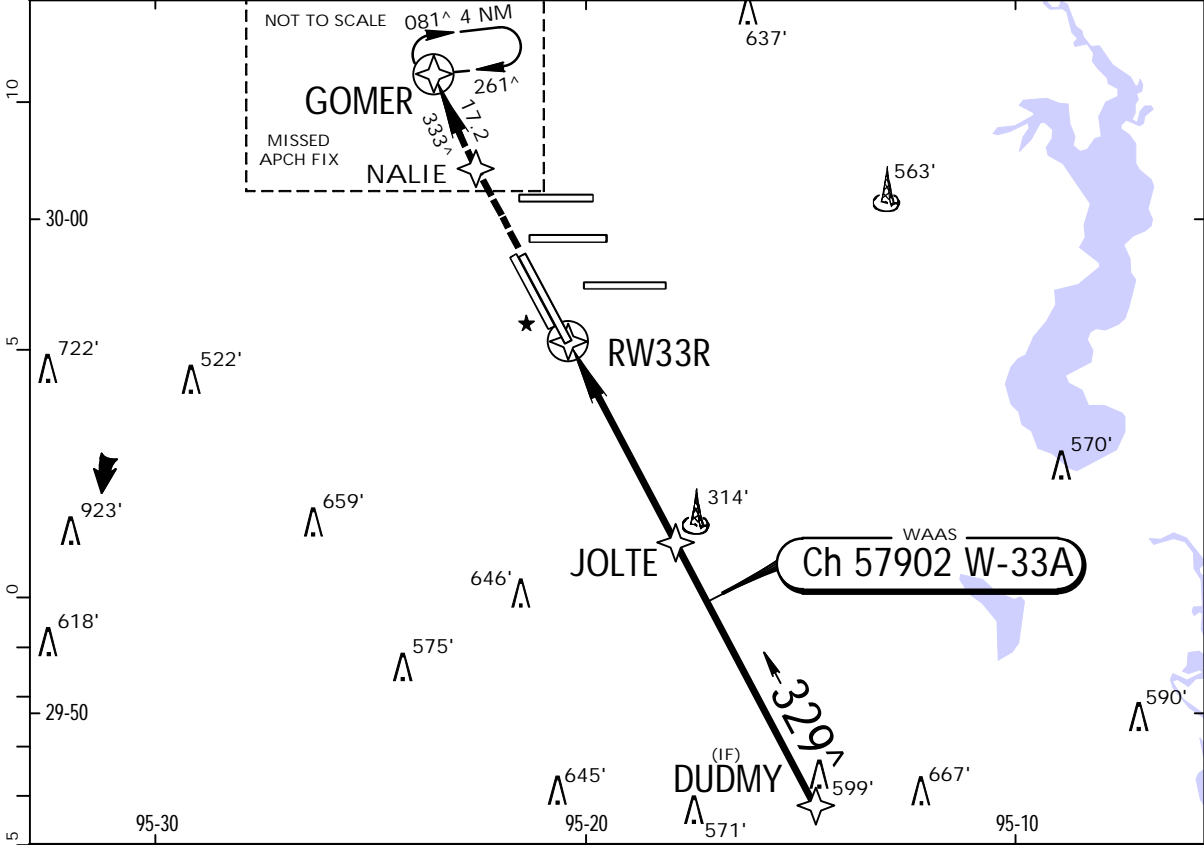 NOT TO SCALE
081^ 4 NM
261^
GOMER
17.2
333^
MISSED
APCH FIX
NALIE
637'
10
563'
30-00
5
722'
522'
RW33R
570'
923'
659'
314'
WAAS
Ch 57902 W-33A
JOLTE
0
646'
618'
575'
329^
590'
29-50
(IF)
DUDMY
599'
645'
667'
571'
5
95-30
95-20
95-10